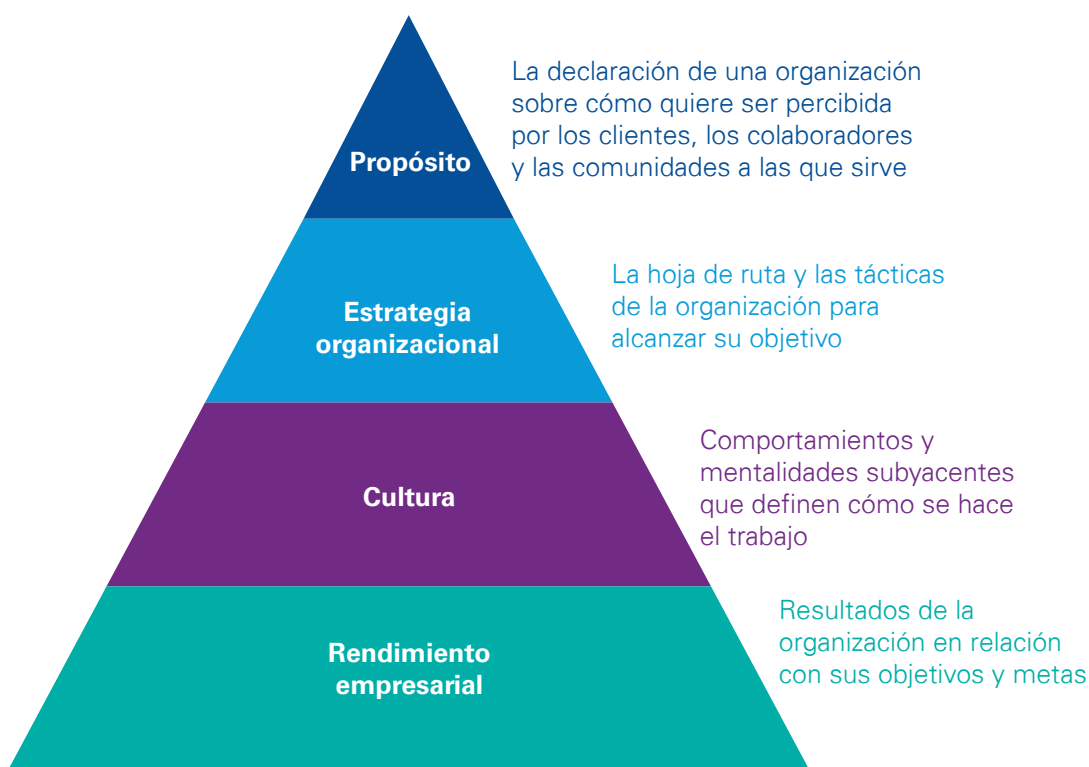 La declaración de una organización
sobre cómo quiere ser percibida
por los clientes, los colaboradores
y las comunidades a las que sirve
Propósito
La hoja de ruta y las tácticas
de la organización para
alcanzar su objetivo
Estrategia
organizacional
Comportamientos y
mentalidades subyacentes
que definen cómo se hace
el trabajo
Cultura
Resultados de la
organización en relación
con sus objetivos y metas
Rendimiento
empresarial